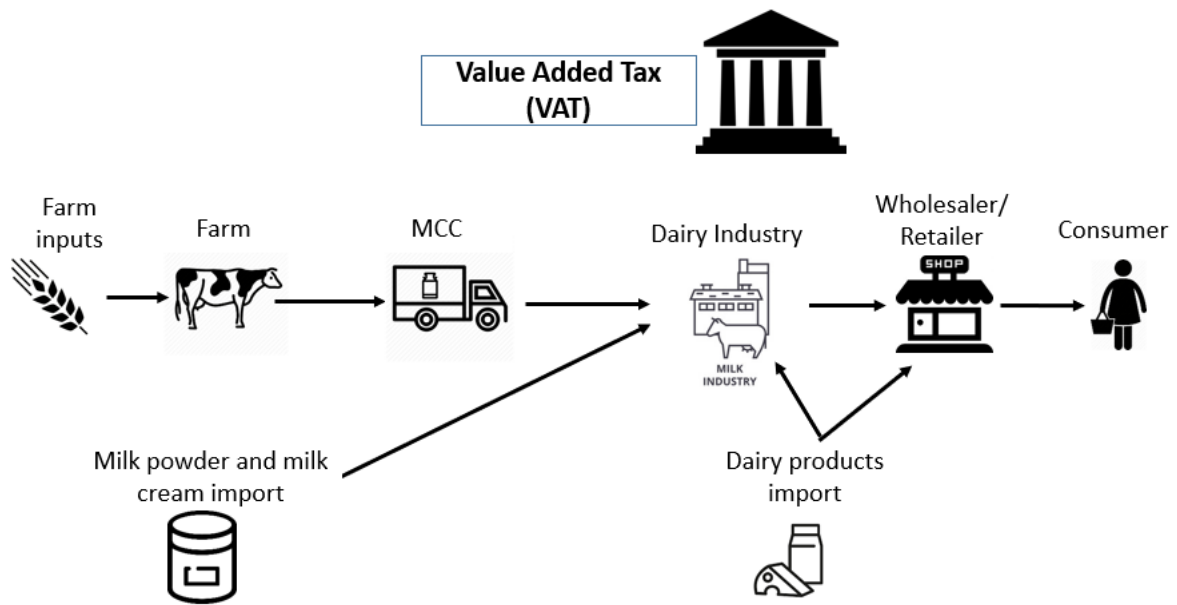 Value Added Tax
(VAT)
Farm
inputs
Farm
MCC
Dairy Industry
Wholesaler/
Retailer
Consumer
SHOP
MILK
INDUSTRY
Milk powder and milk
cream import
Dairy products
import